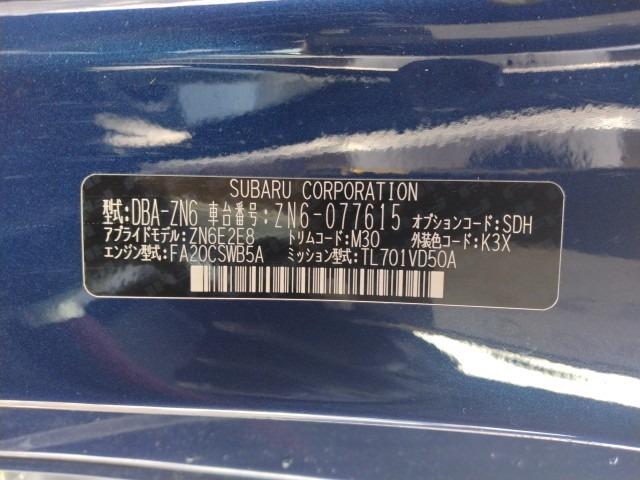 SUBARU CORPORATION
型式:DBA-ZN6 車台番号:ZN6-077615 オプションコード:SDH
アプライドモデル:ZN6E2E8 トリムコード:M30 外装色コード:K3X
エンジン型式:FA20CSWB5A ミッション型式:TL701VD50A